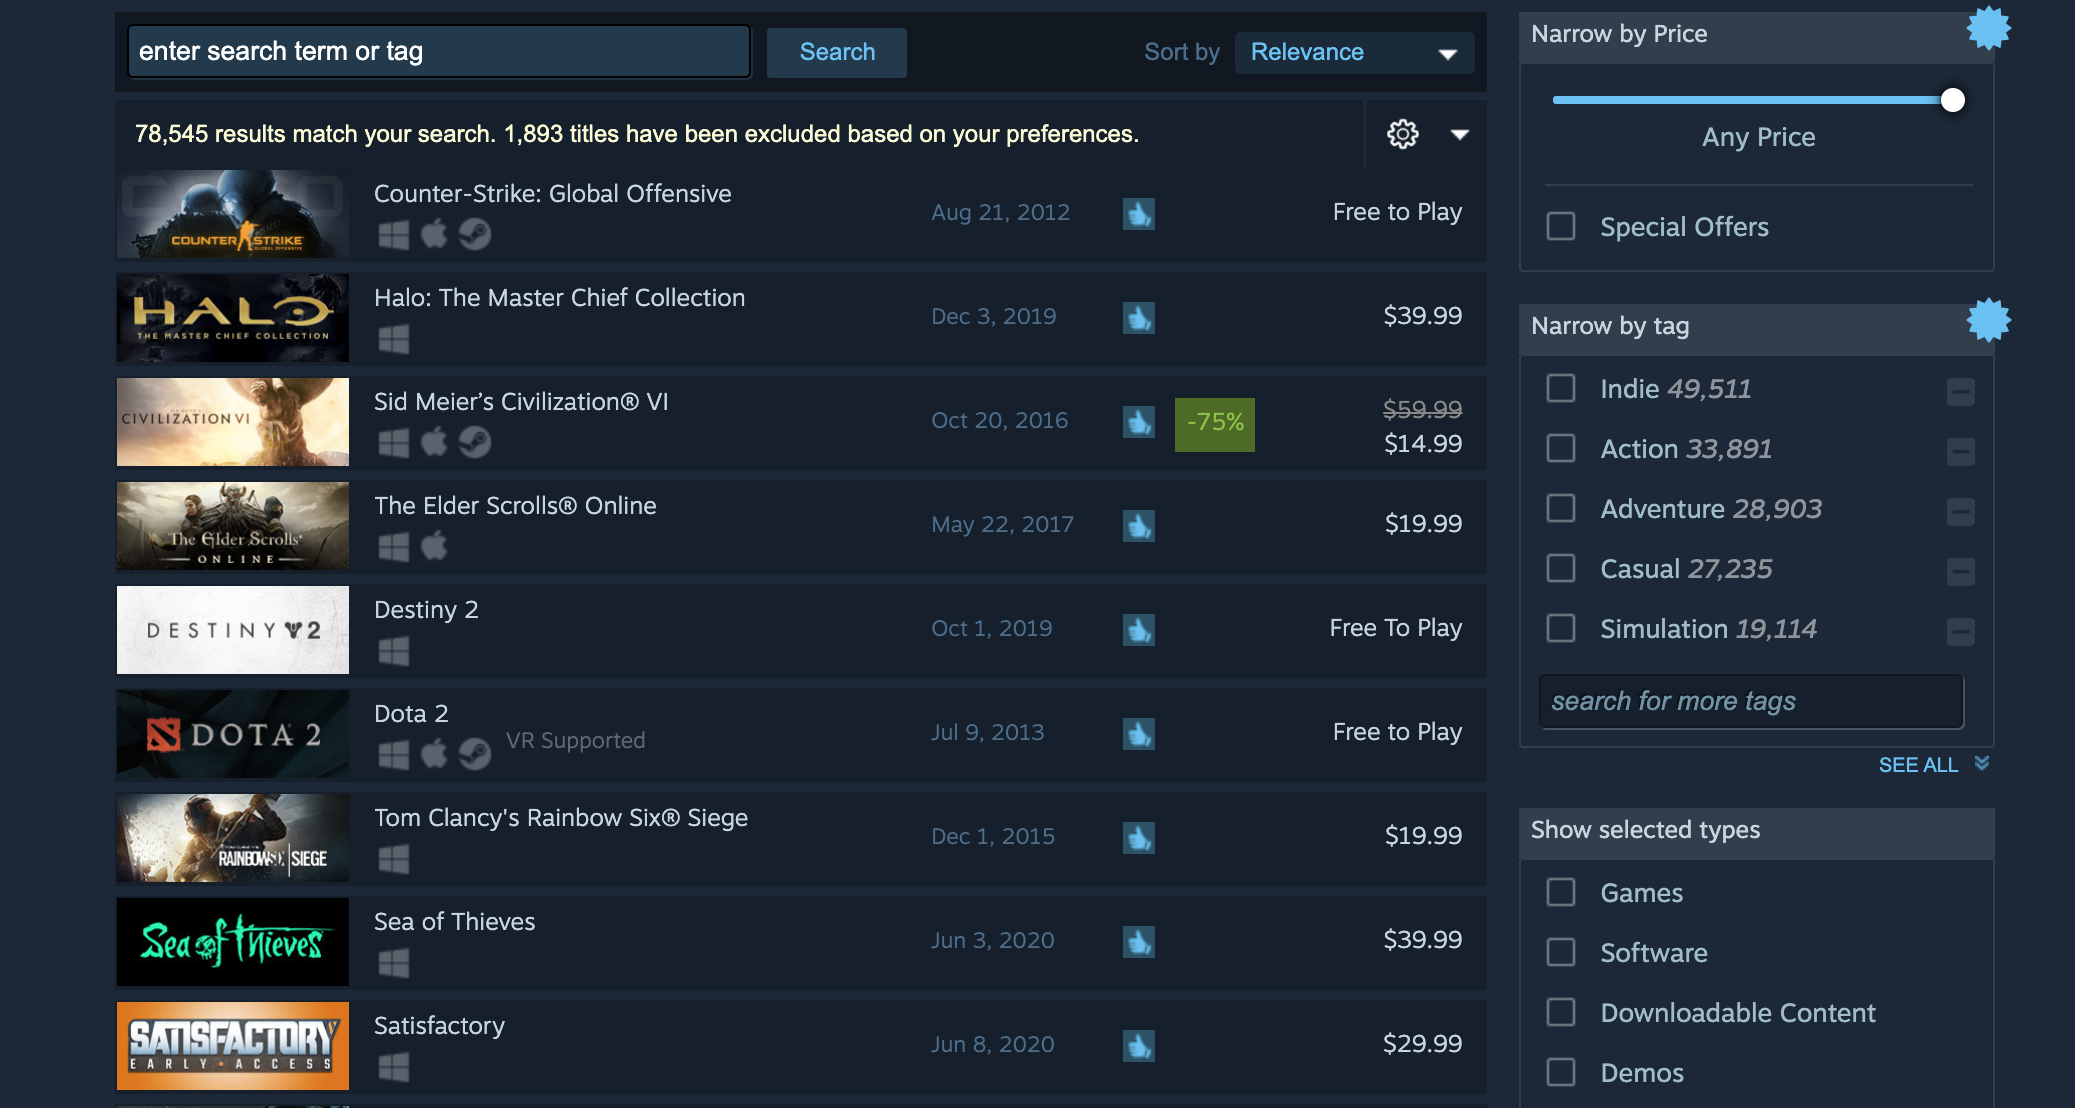 enter search term or tag
Search
Sort by
Relevance
78,545 results match your search. 1,893 titles have been excluded based on your preferences.
COUNTER STRIKE
GLOBAL OFFENSIVE
Counter-Strike: Global Offensive
Aug 21, 2012
Free to Play
HALO
THE MASTER CHIEF COLLECTION
Halo: The Master Chief Collection
Dec 3, 2019
$39.99
SID MEIER'S
CIVILIZATION VI
Sid Meier’s Civilization® VI
Oct 20, 2016
-75%
$59.99
$14.99
The Elder Scrolls®
ONLINE
The Elder Scrolls® Online
May 22, 2017
$19.99
DESTINY 2
Destiny 2
Oct 1, 2019
Free To Play
DOTA 2
Dota 2
VR Supported
Jul 9, 2013
Free to Play
RAINBOW SIX | SIEGE
Tom Clancy's Rainbow Six® Siege
Dec 1, 2015
$19.99
Sea of Thieves
Sea of Thieves
Jun 3, 2020
$39.99
SATISFACTORY
EARLY • ACCESS
Satisfactory
Jun 8, 2020
$29.99
Narrow by Price
Any Price
Special Offers
Narrow by tag
Indie 49,511
Action 33,891
Adventure 28,903
Casual 27,235
Simulation 19,114
search for more tags
SEE ALL
Show selected types
Games
Software
Downloadable Content
Demos